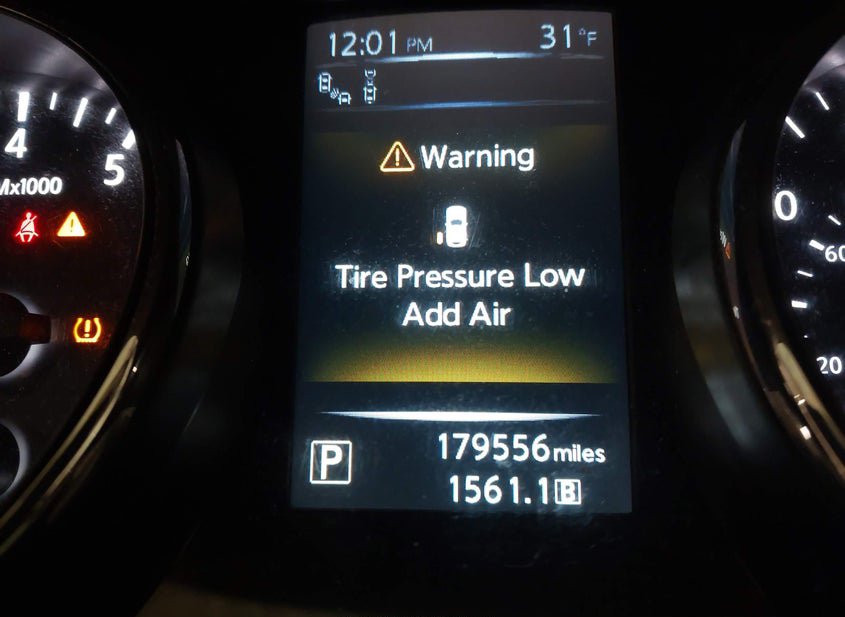 12:01 PM 31°F
Warning
Tire Pressure Low
Add Air
P 179556 miles
1561.1 B
4
5
x1000
0
60
20